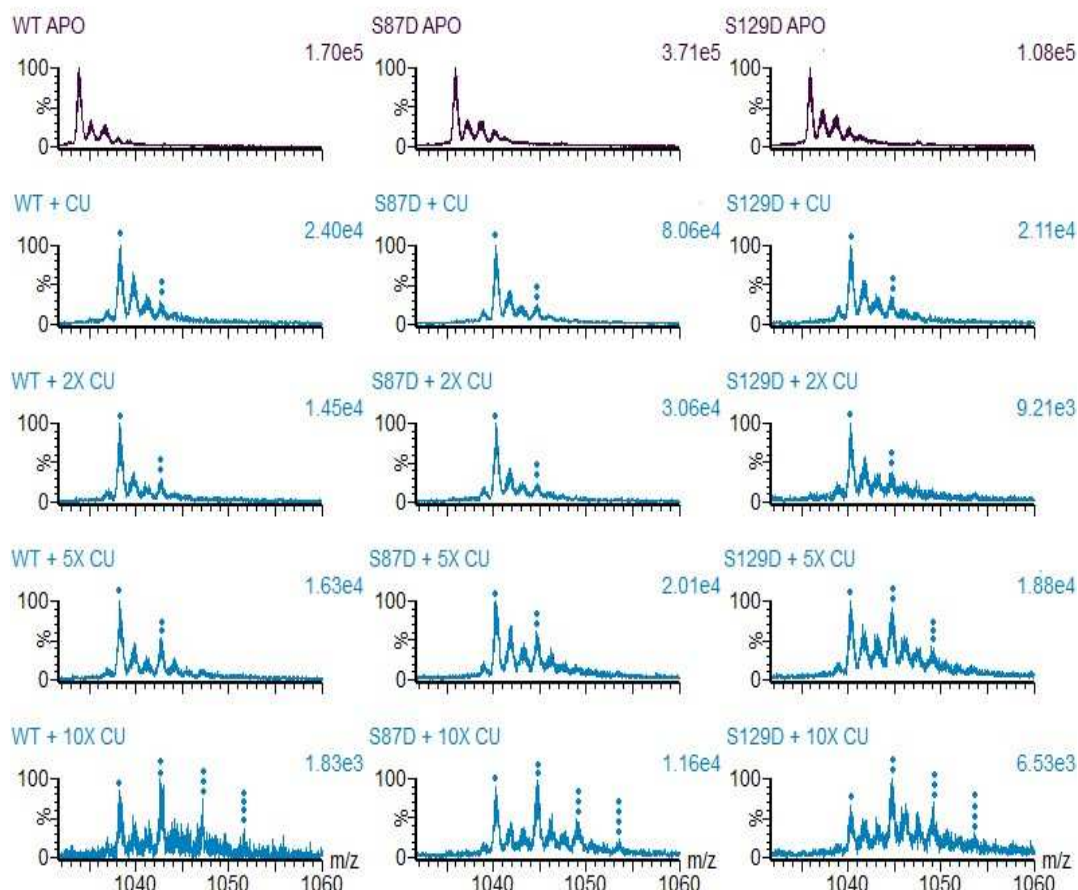 WT APO
S87D APO
S129D APO
1.70e5
3.71e5
1.08e5
100
100
100
%
%
%
0
0
0
WT + CU
S87D + CU
S129D + CU
2.40e4
8.06e4
2.11e4
100
100
100
%
%
%
0
0
0
WT + 2X CU
S87D + 2X CU
S129D + 2X CU
1.45e4
3.06e4
9.21e3
100
100
100
%
%
%
0
0
0
WT + 5X CU
S87D + 5X CU
S129D + 5X CU
1.63e4
2.01e4
1.88e4
100
100
100
%
%
%
0
0
0
WT + 10X CU
S87D + 10X CU
S129D + 10X CU
1.83e3
1.16e4
6.53e3
100
100
100
%
%
%
0
0
0
m/z
m/z
m/z
1040 1050 1060
1040 1050 1060
1040 1050 1060